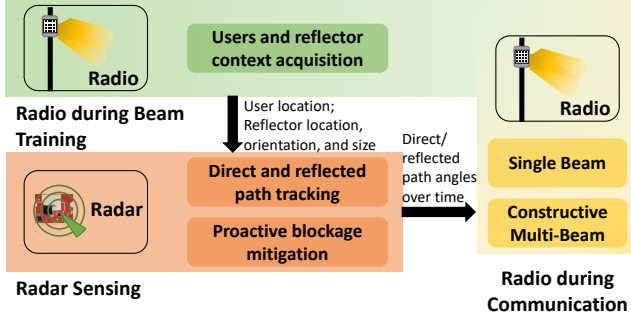 Radio
Users and reflector
context acquisition
Radio during Beam
Training
User location;
Reflector location,
orientation, and size
Radar
Direct and reflected
path tracking
Proactive blockage
mitigation
Radar Sensing
Direct/
reflected
path angles
over time
Radio
Single Beam
Constructive
Multi-Beam
Radio during
Communication